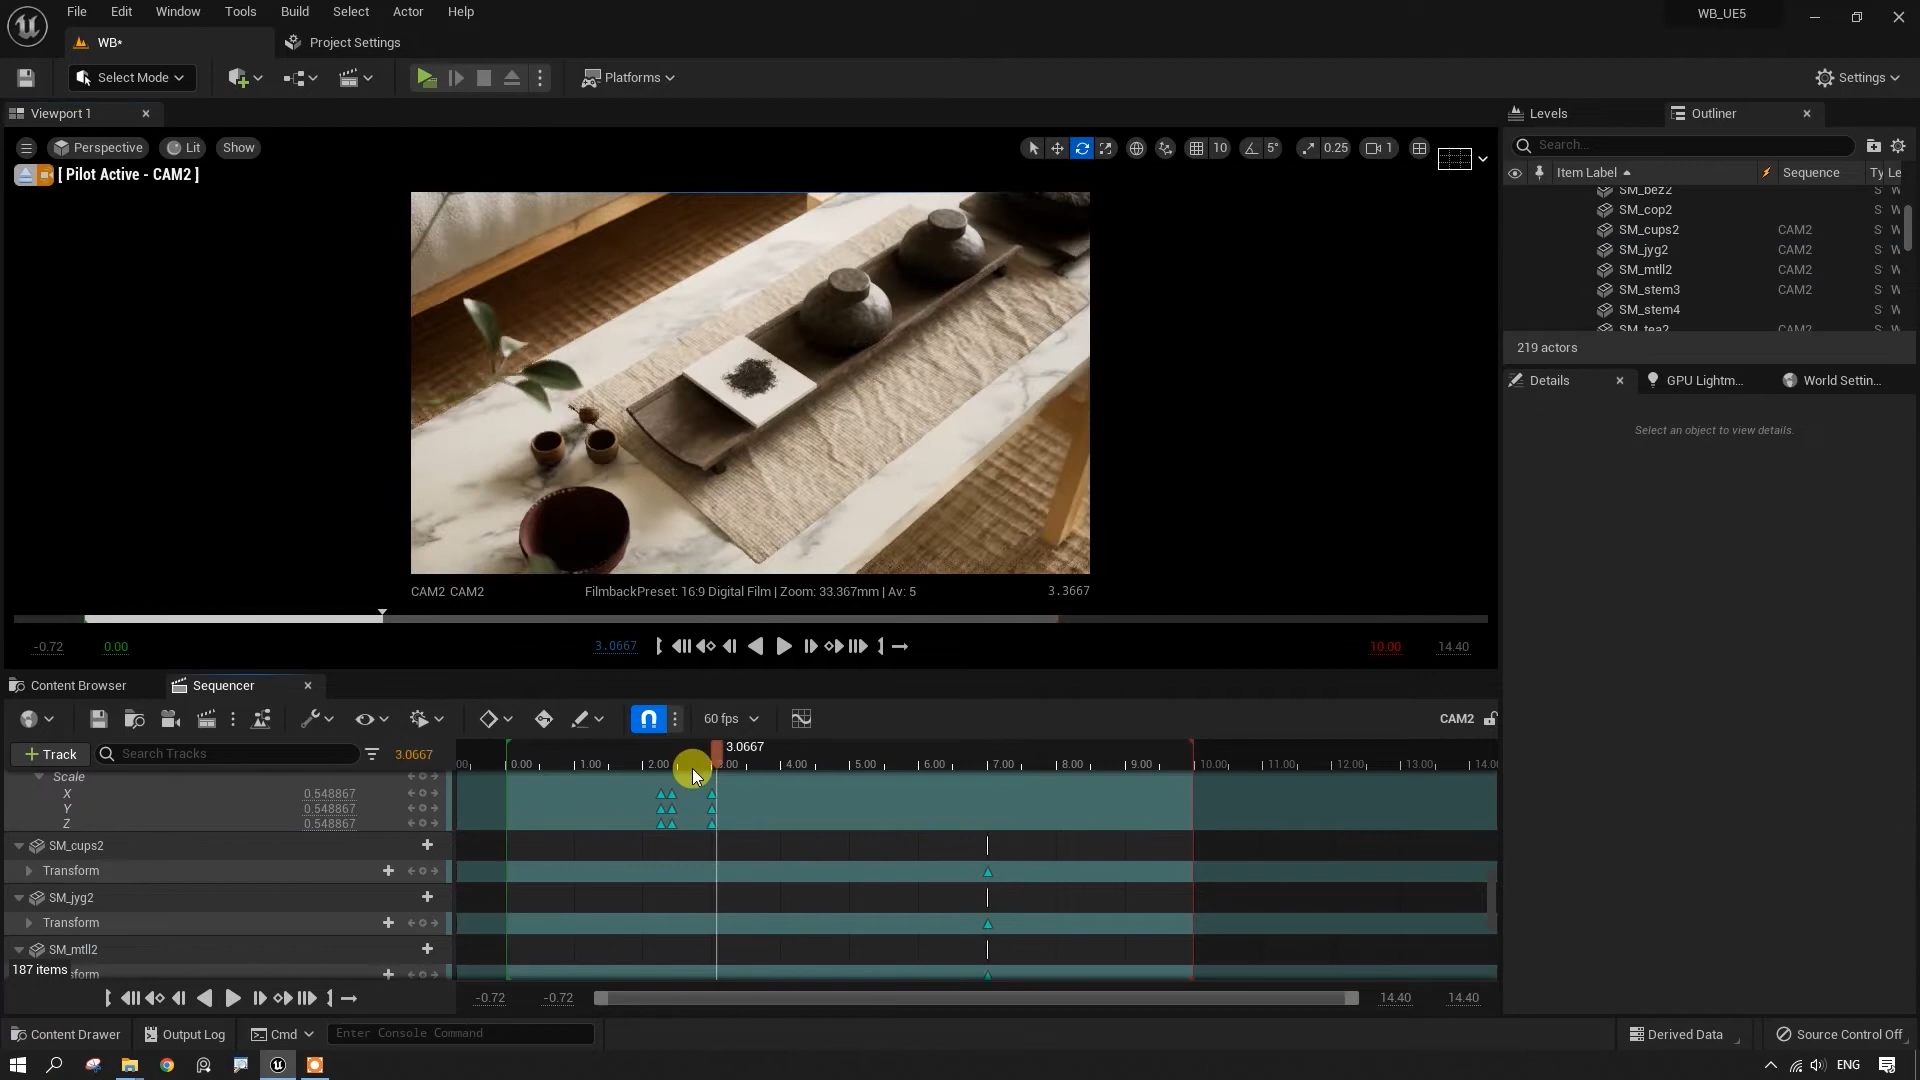 File Edit Window Tools Build Select Actor Help
WB_UE5
WB*
Project Settings
Select Mode
Platforms
Settings
Viewport 1
Levels
Outliner
Perspective
Lit
Show
10
5°
0.25
1
Search...
[ Pilot Active - CAM2 ]
Item Label
Sequence
Ty
Le
SM_bez2
SM_cop2
SM_cups2 CAM2
SM_jyg2 CAM2
SM_mtll2 CAM2
SM_stem3 CAM2
SM_stem4
SM_tea2 CAM2
219 actors
Details
GPU Lightm...
World Settin...
Select an object to view details.
CAM2 CAM2
FilmbackPreset: 16:9 Digital Film | Zoom: 33.367mm | Av: 5
3.3667
-0.72
0.00
3.0667
10.00
14.40
Content Browser
Sequencer
60 fps
CAM2
Track
Search Tracks
3.0667
3.0667
0.00 1.00 2.00 3.00 4.00 5.00 6.00 7.00 8.00 9.00 10.00 11.00 12.00 13.00 14.0
Scale
X 0.548867
Y 0.548867
Z 0.548867
SM_cups2
Transform
SM_jyg2
Transform
SM_mtll2
187 items
sform
-0.72
-0.72
14.40
14.40
Content Drawer
Output Log
Cmd
Enter Console Command
Derived Data
Source Control Off
ENG